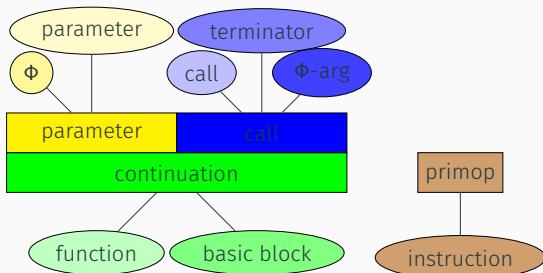 parameter
terminator
Φ
call
Φ-arg
parameter
call
continuation
primop
function
basic block
instruction